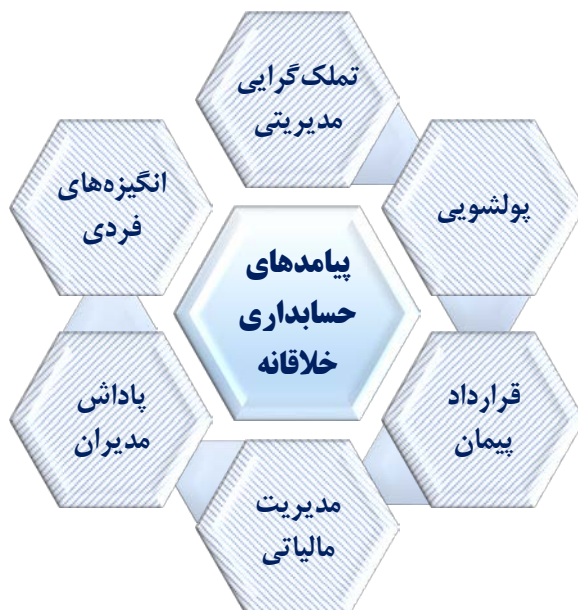 تملک‌گرایی
مدیریتی
پولشویی
قرارداد
پیمان
مدیریت
مالیاتی
پاداش
مدیران
انگیزه‌های
فردی
پیامدهای
حسابداری
خلاقانه